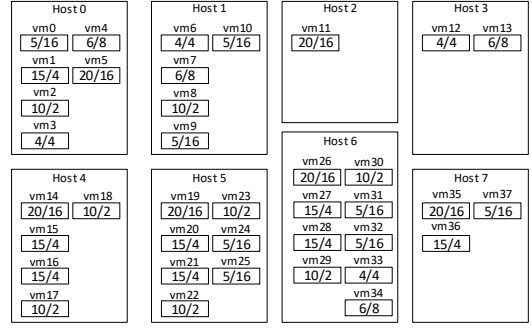 Host 0
vm0 vm4
5/16 6/8
vm1 vm5
15/4 20/16
vm2
10/2
vm3
4/4
Host 1
vm6 vm10
4/4 5/16
vm7
6/8
vm8
10/2
vm9
5/16
Host 2
vm11
20/16
Host 3
vm12 vm13
4/4 6/8
Host 4
vm14 vm18
20/16 10/2
vm15
15/4
vm16
15/4
vm17
10/2
Host 5
vm19 vm23
20/16 10/2
vm20 vm24
15/4 5/16
vm21 vm25
15/4 5/16
vm22
10/2
Host 6
vm26 vm30
20/16 10/2
vm27 vm31
15/4 5/16
vm28 vm32
15/4 5/16
vm29 vm33
10/2 4/4
vm34
6/8
Host 7
vm35 vm37
20/16 5/16
vm36
15/4